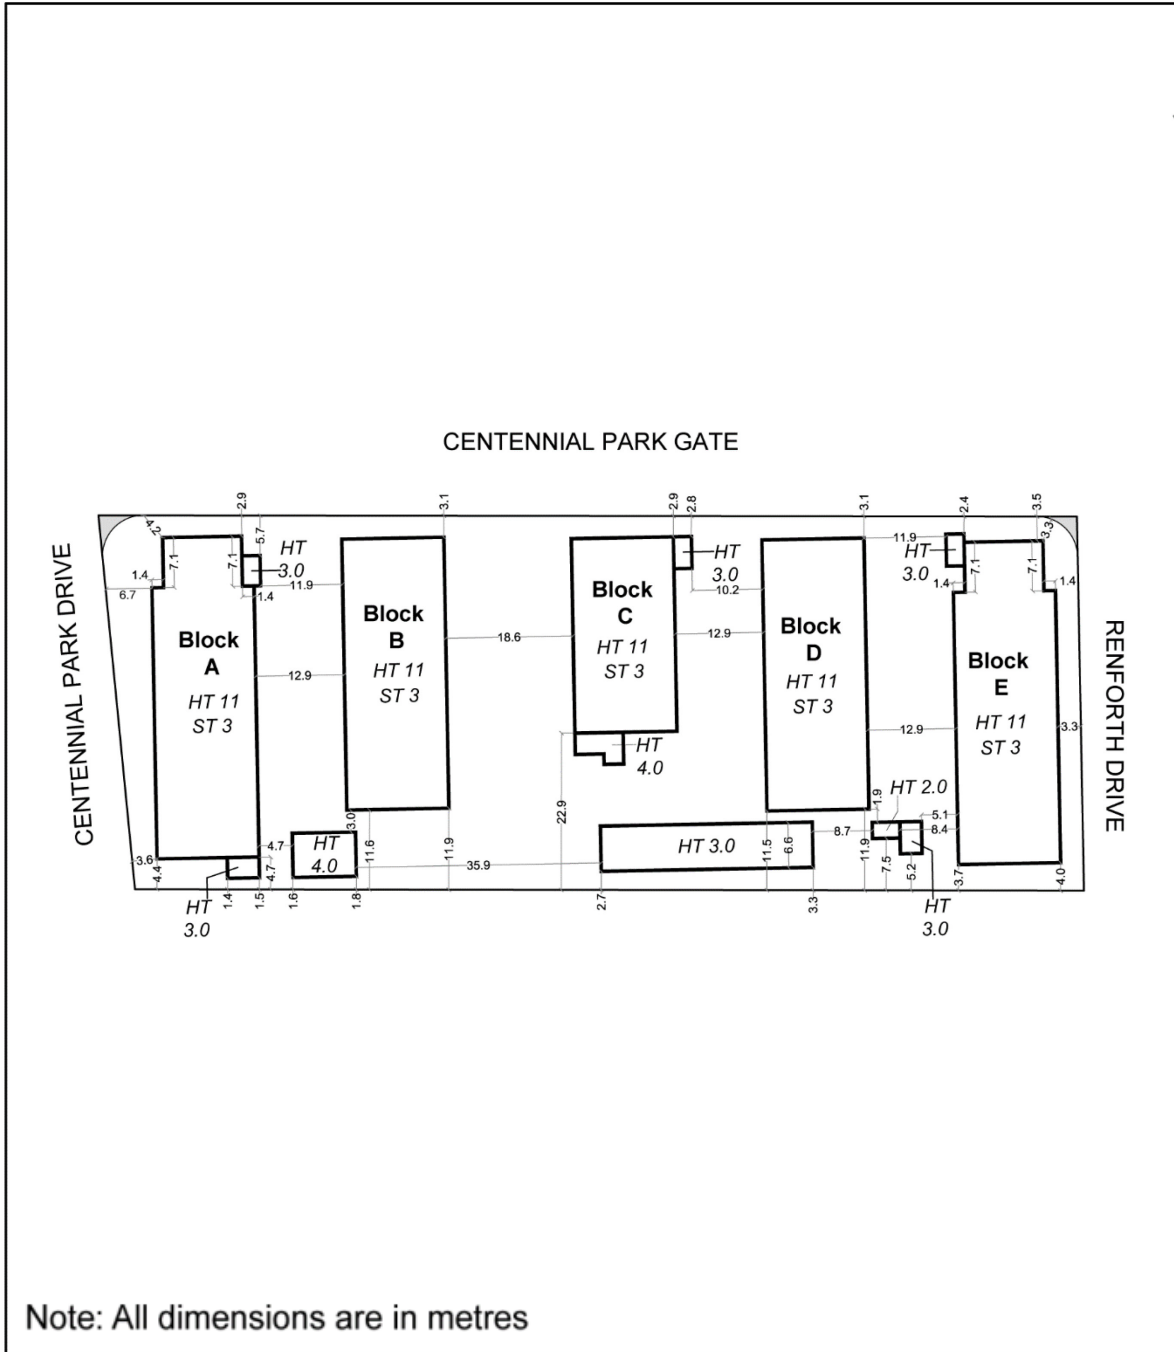 CENTENNIAL PARK GATE
2.9
3.1
2.9
2.8
3.1
2.4
3.5
4.2
5.7
3.3
7.1
7.1
HT
3.0
HT
3.0
11.9
HT
3.0
7.1
7.1
1.4
6.7
1.4
11.9
10.2
1.4
1.4
CENTENNIAL PARK DRIVE
RENFORTH DRIVE
Block
A
HT 11
ST 3
Block
B
HT 11
ST 3
Block
C
HT 11
ST 3
Block
D
HT 11
ST 3
Block
E
HT 11
ST 3
18.6
12.9
12.9
12.9
3.3
HT
4.0
22.9
HT 2.0
1.9
5.1
8.7
8.4
3.0
11.6
11.9
HT
4.0
4.7
35.9
HT 3.0
11.5
6.6
11.9
7.5
5.2
3.6
4.4
4.7
HT
3.0
1.4
1.5
1.6
1.8
2.7
3.3
3.7
4.0
HT
3.0
Note: All dimensions are in metres